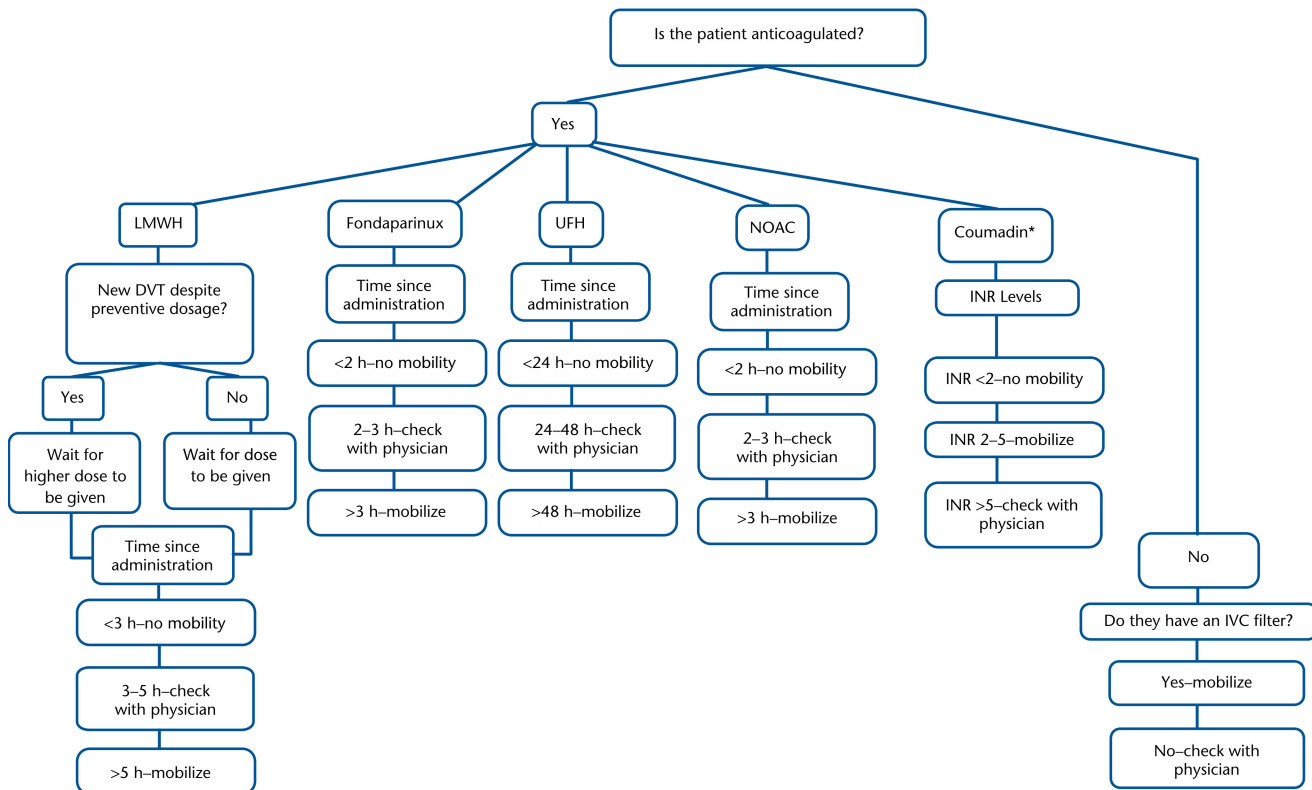 Is the patient anticoagulated?
Yes
LMWH
New DVT despite
preventive dosage?
Yes
No
Wait for
higher dose to
be given
Wait for dose
to be given
Time since
administration
<3 h–no mobility
3–5 h–check
with physician
>5 h–mobilize
Fondaparinux
Time since
administration
<2 h–no mobility
2–3 h–check
with physician
>3 h–mobilize
UFH
Time since
administration
<24 h–no mobility
24–48 h–check
with physician
>48 h–mobilize
NOAC
Time since
administration
<2 h–no mobility
2–3 h–check
with physician
>3 h–mobilize
Coumadin*
INR Levels
INR <2–no mobility
INR 2–5–mobilize
INR >5–check with
physician
No
Do they have an IVC filter?
Yes–mobilize
No–check with
physician